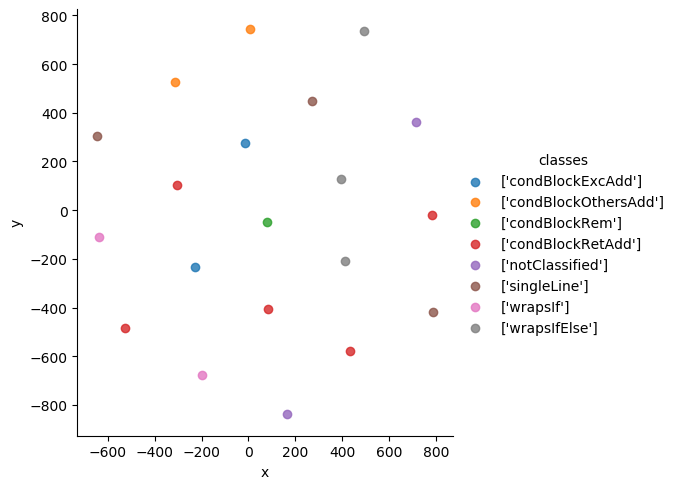 800
600
400
200
0
−200
−400
−600
−800
y
−600 −400 −200 0 200 400 600 800
x
classes
['condBlockExcAdd']
['condBlockOthersAdd']
['condBlockRem']
['condBlockRetAdd']
['notClassified']
['singleLine']
['wrapsIf']
['wrapsIfElse']